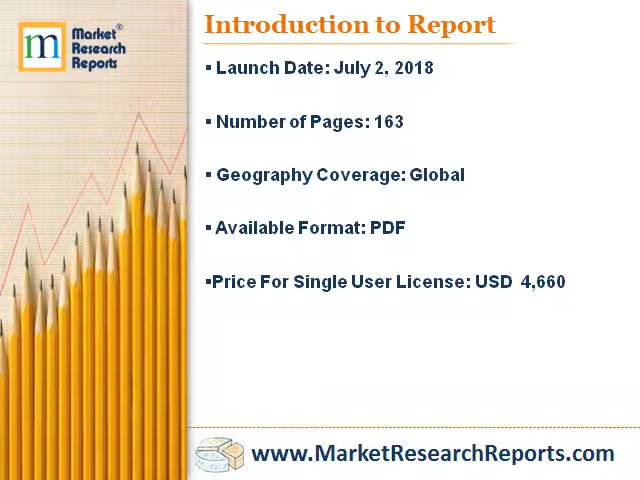 m
Market®
Research
Reports
Introduction to Report
▪ Launch Date: July 2, 2018
▪ Number of Pages: 163
▪ Geography Coverage: Global
▪ Available Format: PDF
▪Price For Single User License: USD 4,660
www.MarketResearchReports.com